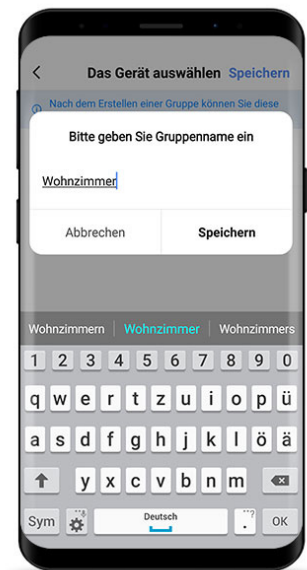 Das Gerät auswählen Speichern
Nach dem Erstellen einer Gruppe können Sie diese
Bitte geben Sie Gruppenname ein
Wohnzimmer
Abbrechen Speichern
Wohnzimmern Wohnzimmer Wohnzimmers
1 2 3 4 5 6 7 8 9 0
q w e r t z u i o p ü
a s d f g h j k l ö ä
y x c v b n m
Sym Deutsch . ? OK